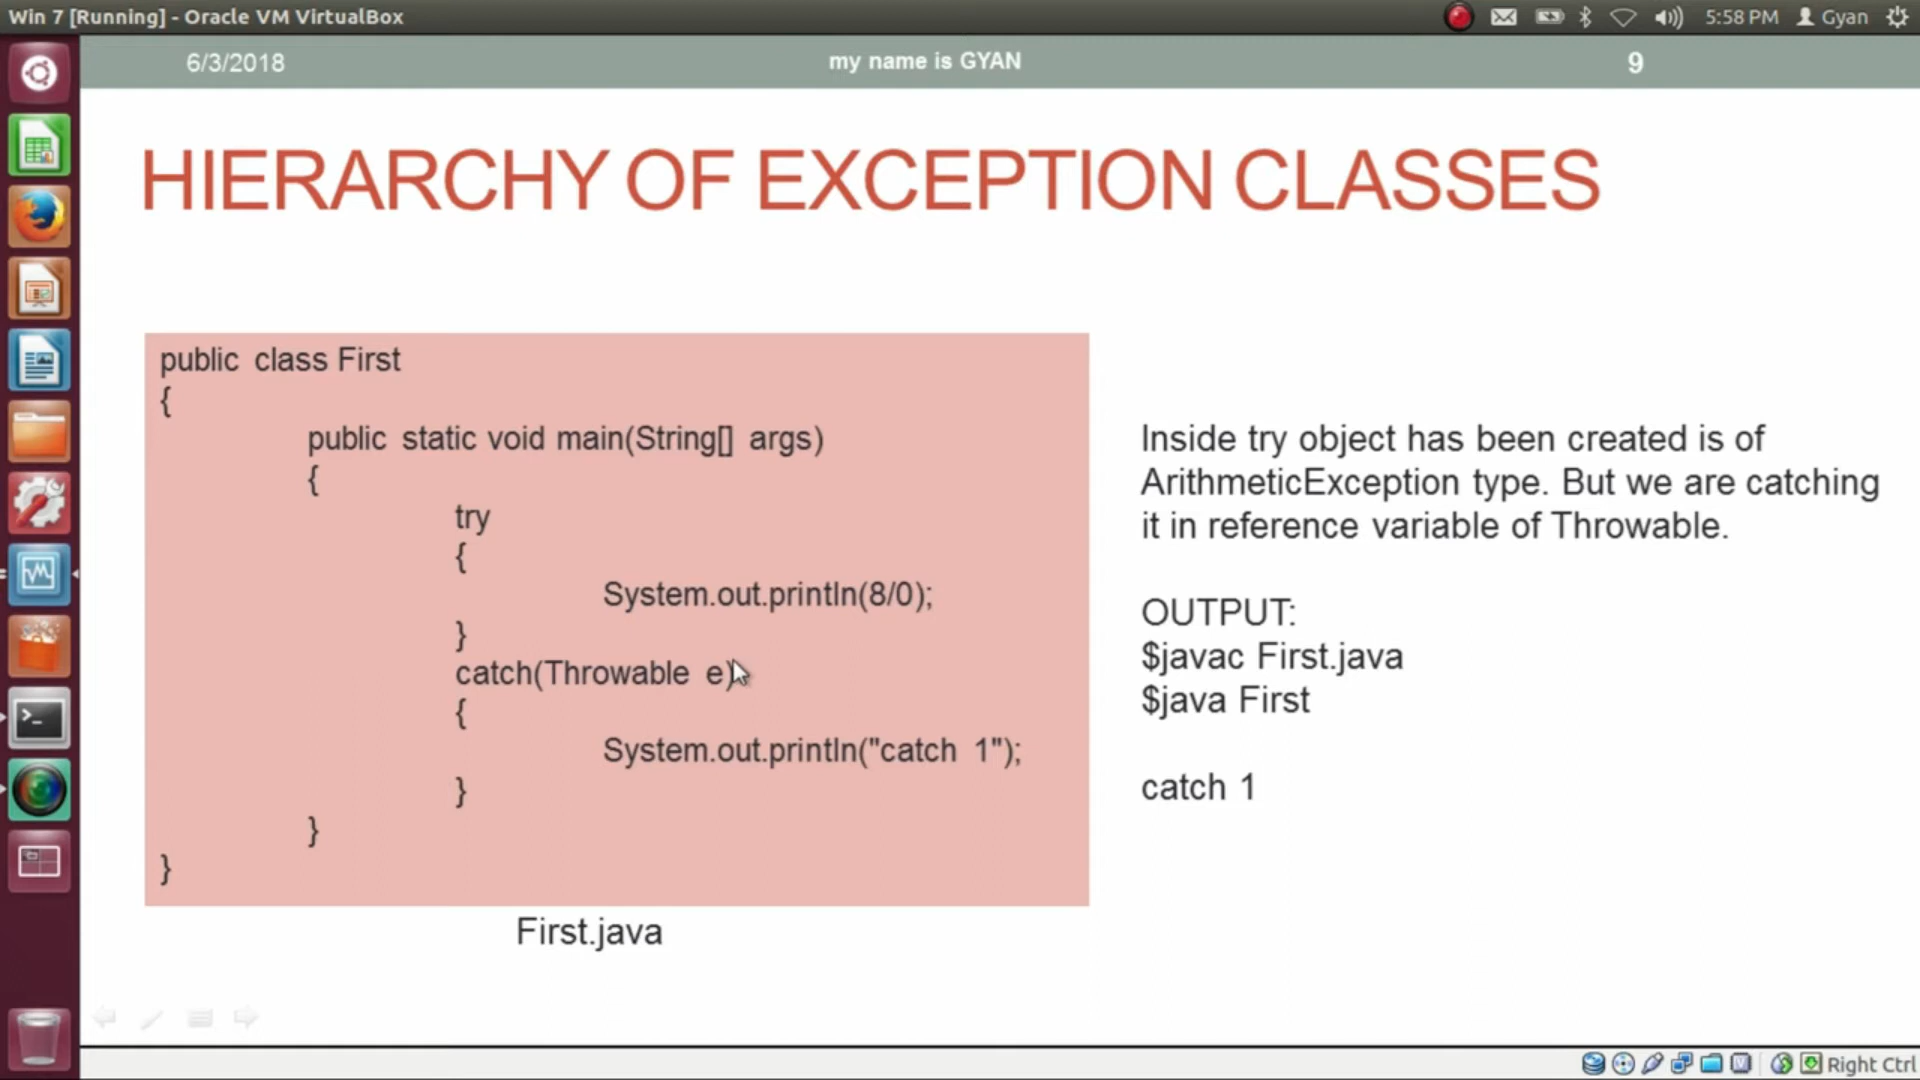 Win 7 [Running] - Oracle VM VirtualBox
5:58 PM
Gyan
6/3/2018
my name is GYAN
9
HIERARCHY OF EXCEPTION CLASSES
public class First
{
public static void main(String[] args)
{
try
{
System.out.println(8/0);
}
catch(Throwable e)
{
System.out.println("catch 1");
}
}
}
First.java
Inside try object has been created is of
ArithmeticException type. But we are catching
it in reference variable of Throwable.
OUTPUT:
$javac First.java
$java First
catch 1
Right Ctrl